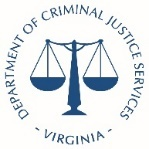 DEPARTMENT OF CRIMINAL JUSTICE SERVICES
- VIRGINIA -